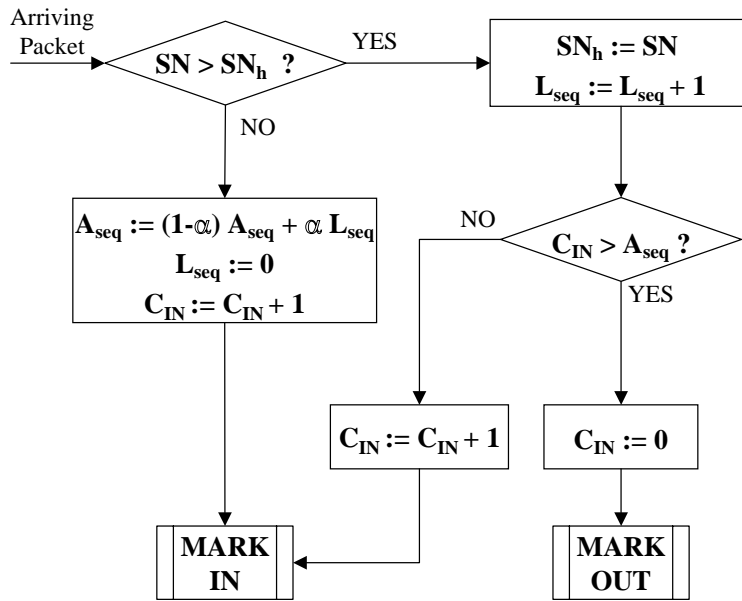 Arriving
Packet
SN > SNh ?
YES
NO
SNh := SN
Lseq := Lseq + 1
Aseq := (1-α) Aseq + α Lseq
Lseq := 0
CIN := CIN + 1
NO
CIN > Aseq ?
YES
CIN := CIN + 1
CIN := 0
MARK
IN
MARK
OUT